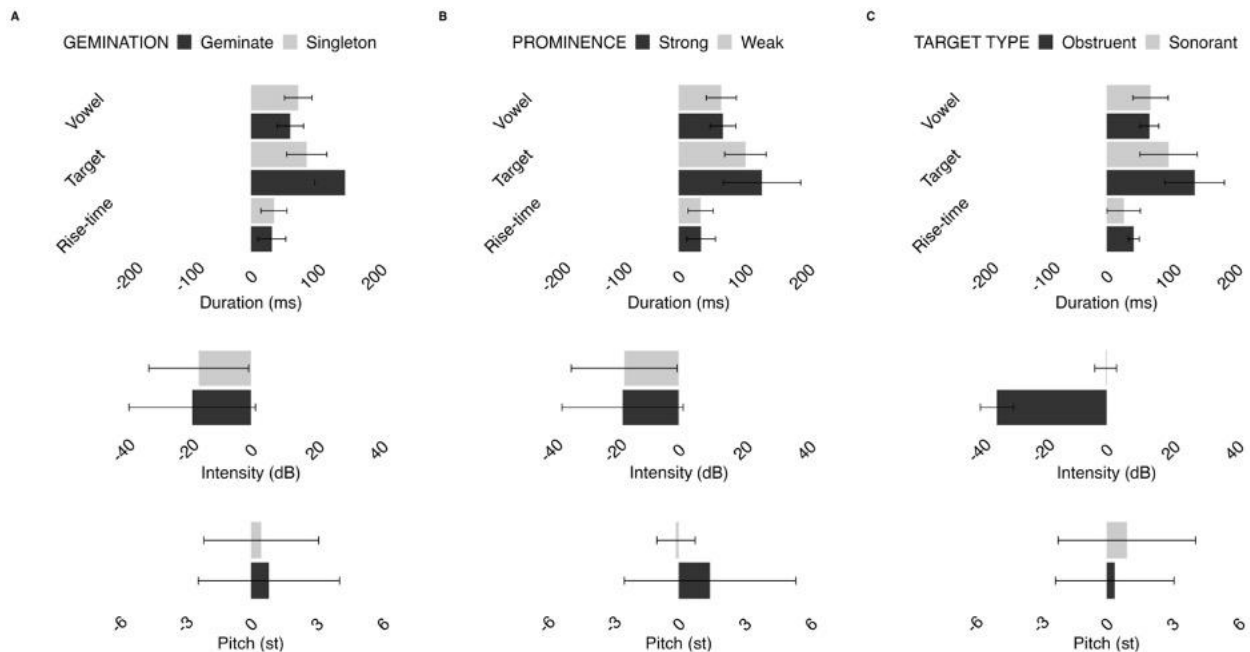 A
GEMINATION Geminate Singleton
Vowel
Target
Rise-time
-200 -100 0 100 200
Duration (ms)
-40 -20 0 20 40
Intensity (dB)
-6 -3 0 3 6
Pitch (st)
B
PROMINENCE Strong Weak
Vowel
Target
Rise-time
-200 -100 0 100 200
Duration (ms)
-40 -20 0 20 40
Intensity (dB)
-6 -3 0 3 6
Pitch (st)
C
TARGET TYPE Obstruent Sonorant
Vowel
Target
Rise-time
-200 -100 0 100 200
Duration (ms)
-40 -20 0 20 40
Intensity (dB)
-6 -3 0 3 6
Pitch (st)